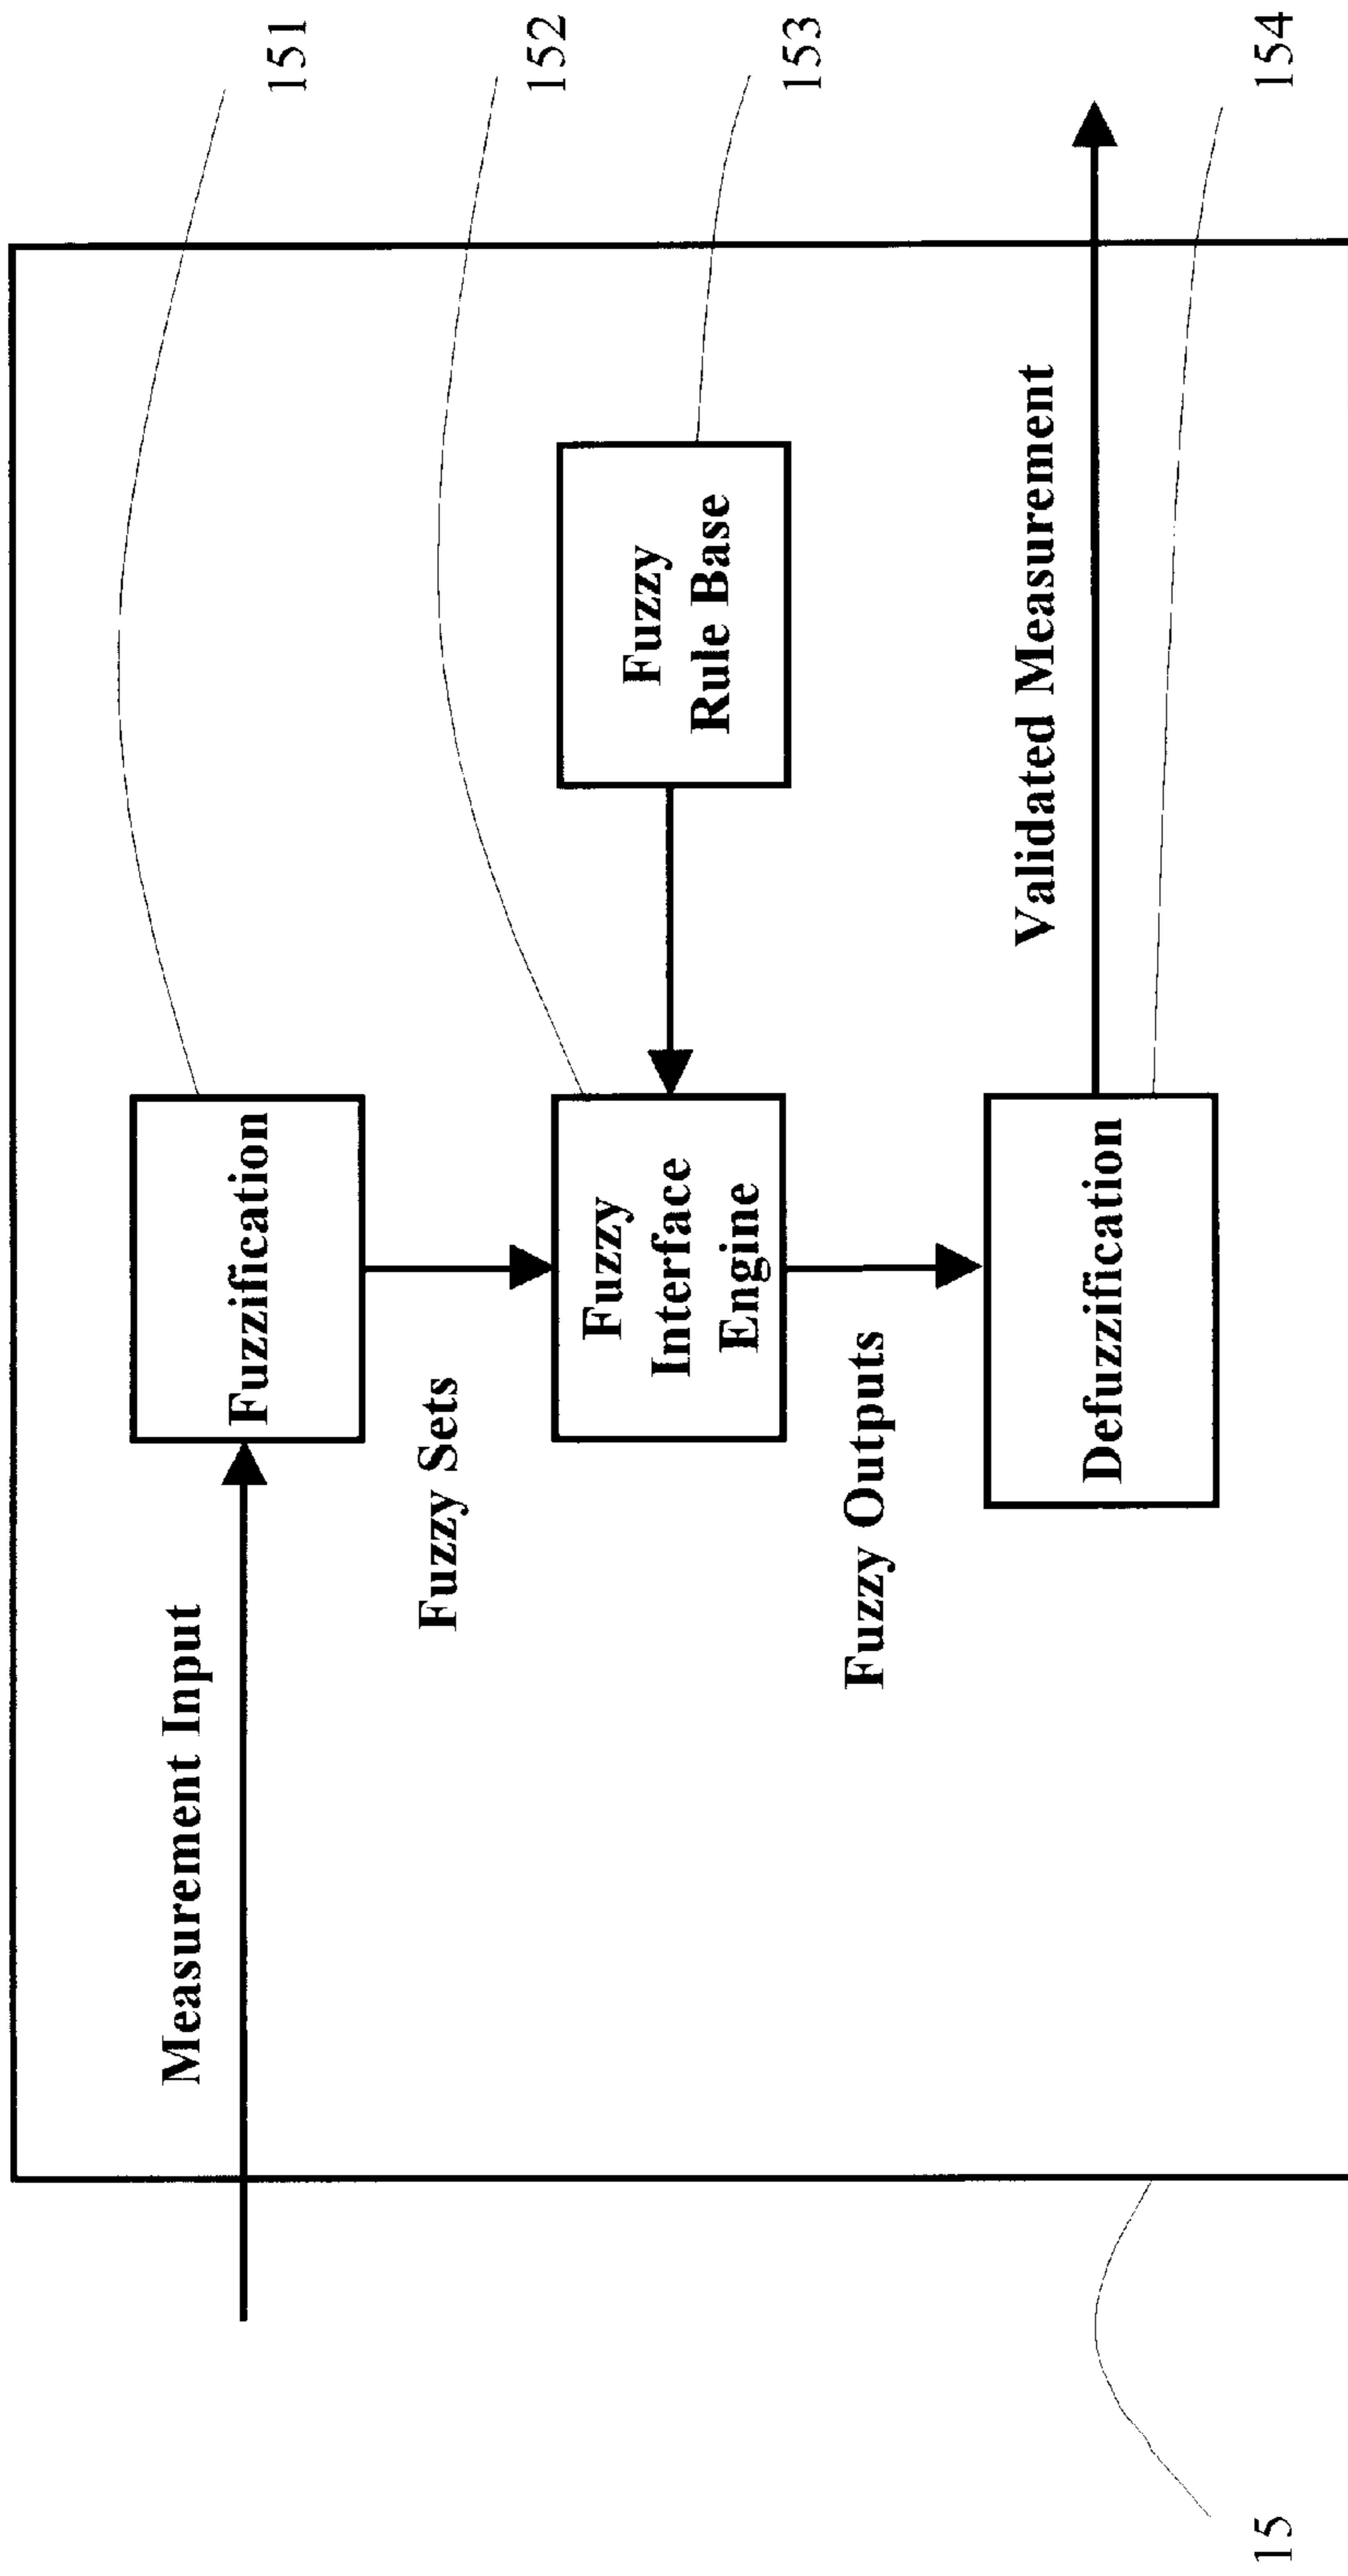 Measurement Input
Fuzzification
151
Fuzzy Sets
Fuzzy
Interface
Engine
152
Fuzzy
Rule Base
153
Fuzzy Outputs
Defuzzification
Validated Measurement
154
15